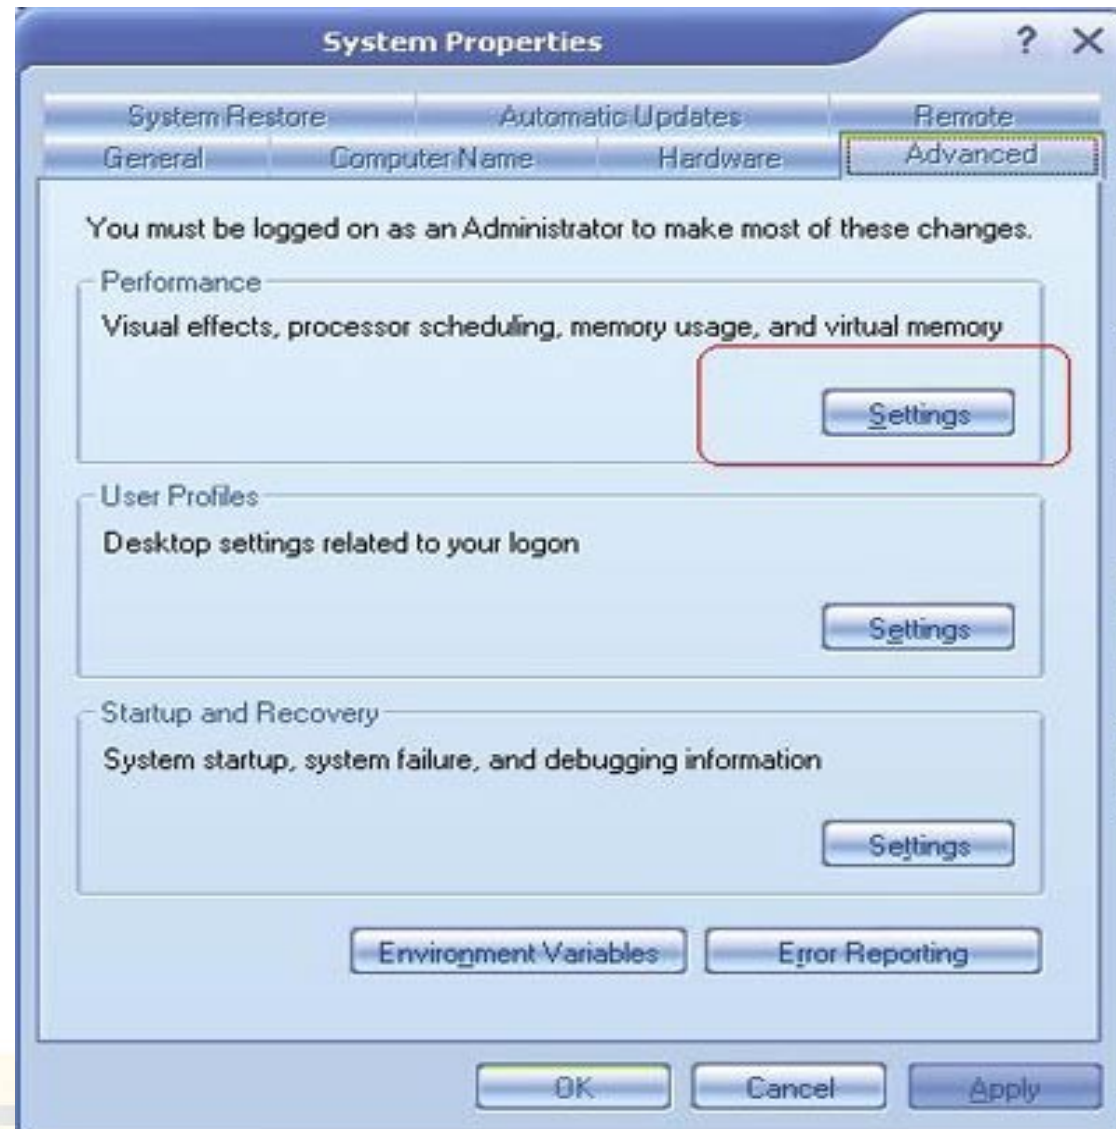 System Properties
System Restore Automatic Updates Remote
General Computer Name Hardware Advanced
You must be logged on as an Administrator to make most of these changes.
Performance
Visual effects, processor scheduling, memory usage, and virtual memory
Settings
User Profiles
Desktop settings related to your logon
Settings
Startup and Recovery
System startup, system failure, and debugging information
Settings
Environment Variables Error Reporting
OK Cancel Apply